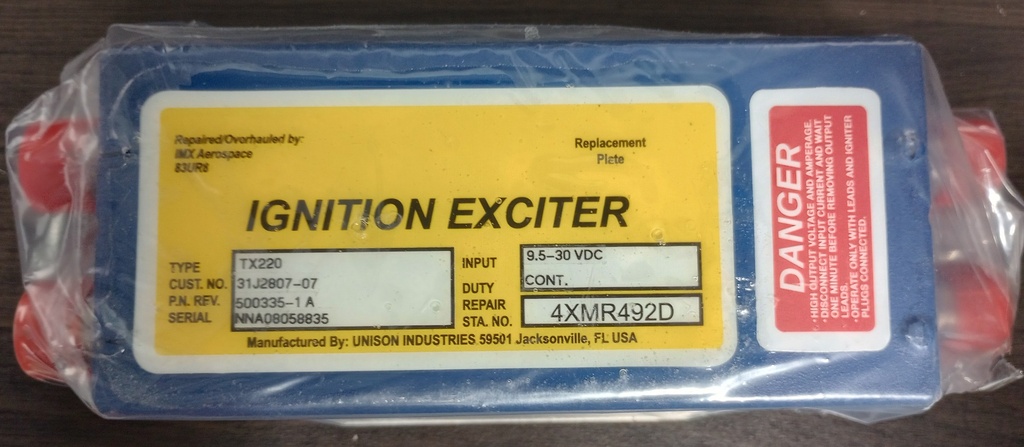 Repaired/Overhauled by:
IMX Aerospace
83UR6
Replacement
Plate
IGNITION EXCITER
TYPE TX220
CUST. NO. 31J2807-07
P.N. REV. 500335-1 A
SERIAL NNA08058835
INPUT 9.5-30 VDC
DUTY CONT.
REPAIR
STA. NO. 4XMR492D
Manufactured By: UNISON INDUSTRIES 59501 Jacksonville, FL USA
DANGER
•HIGH OUTPUT VOLTAGE AND AMPERAGE.
•DISCONNECT INPUT CURRENT AND WAIT
ONE MINUTE BEFORE REMOVING OUTPUT
LEADS.
•OPERATE ONLY WITH LEADS AND IGNITER
PLUGS CONNECTED.